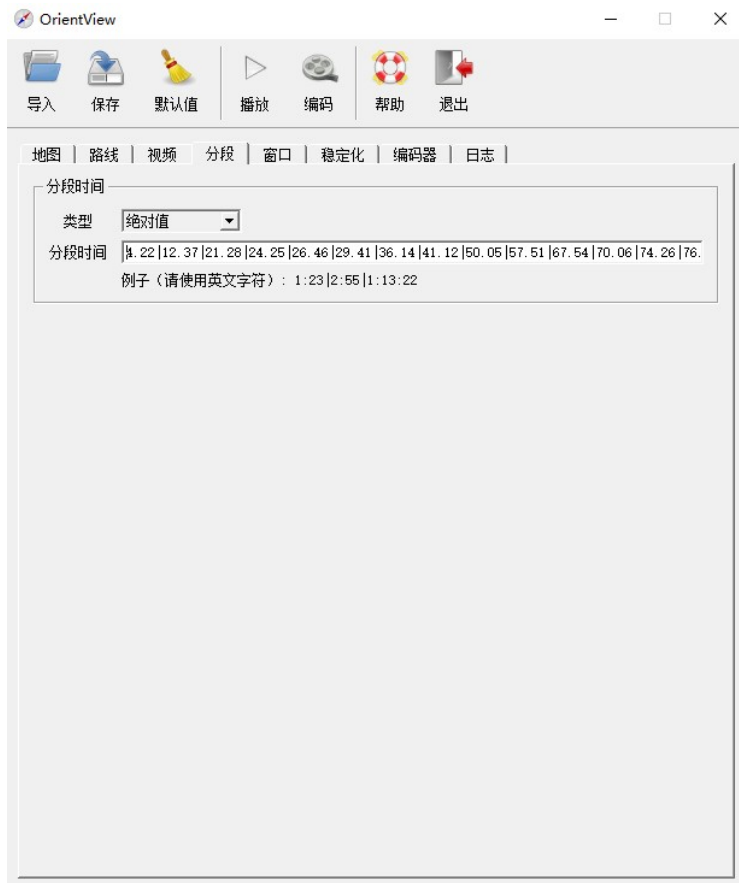 OrientView
导入 保存 默认值 播放 编码 帮助 退出
地图 路线 视频 分段 窗口 稳定化 编码器 日志
分段时间
类型 绝对值
分段时间 4.22|12.37|21.28|24.25|26.46|29.41|36.14|41.12|50.05|57.51|67.54|70.06|74.26|76.
例子（请使用英文字符）: 1:23|2:55|1:13:22